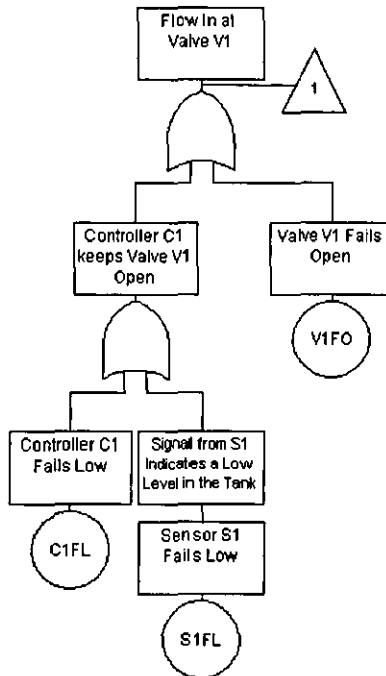 Flow In at
Valve V1
1
Controller C1
keeps Valve V1
Open
Valve V1 Fails
Open
V1FO
Controller C1
Fails Low
Signal from S1
Indicates a Low
Level in the Tank
C1FL
Sensor S1
Fails Low
S1FL